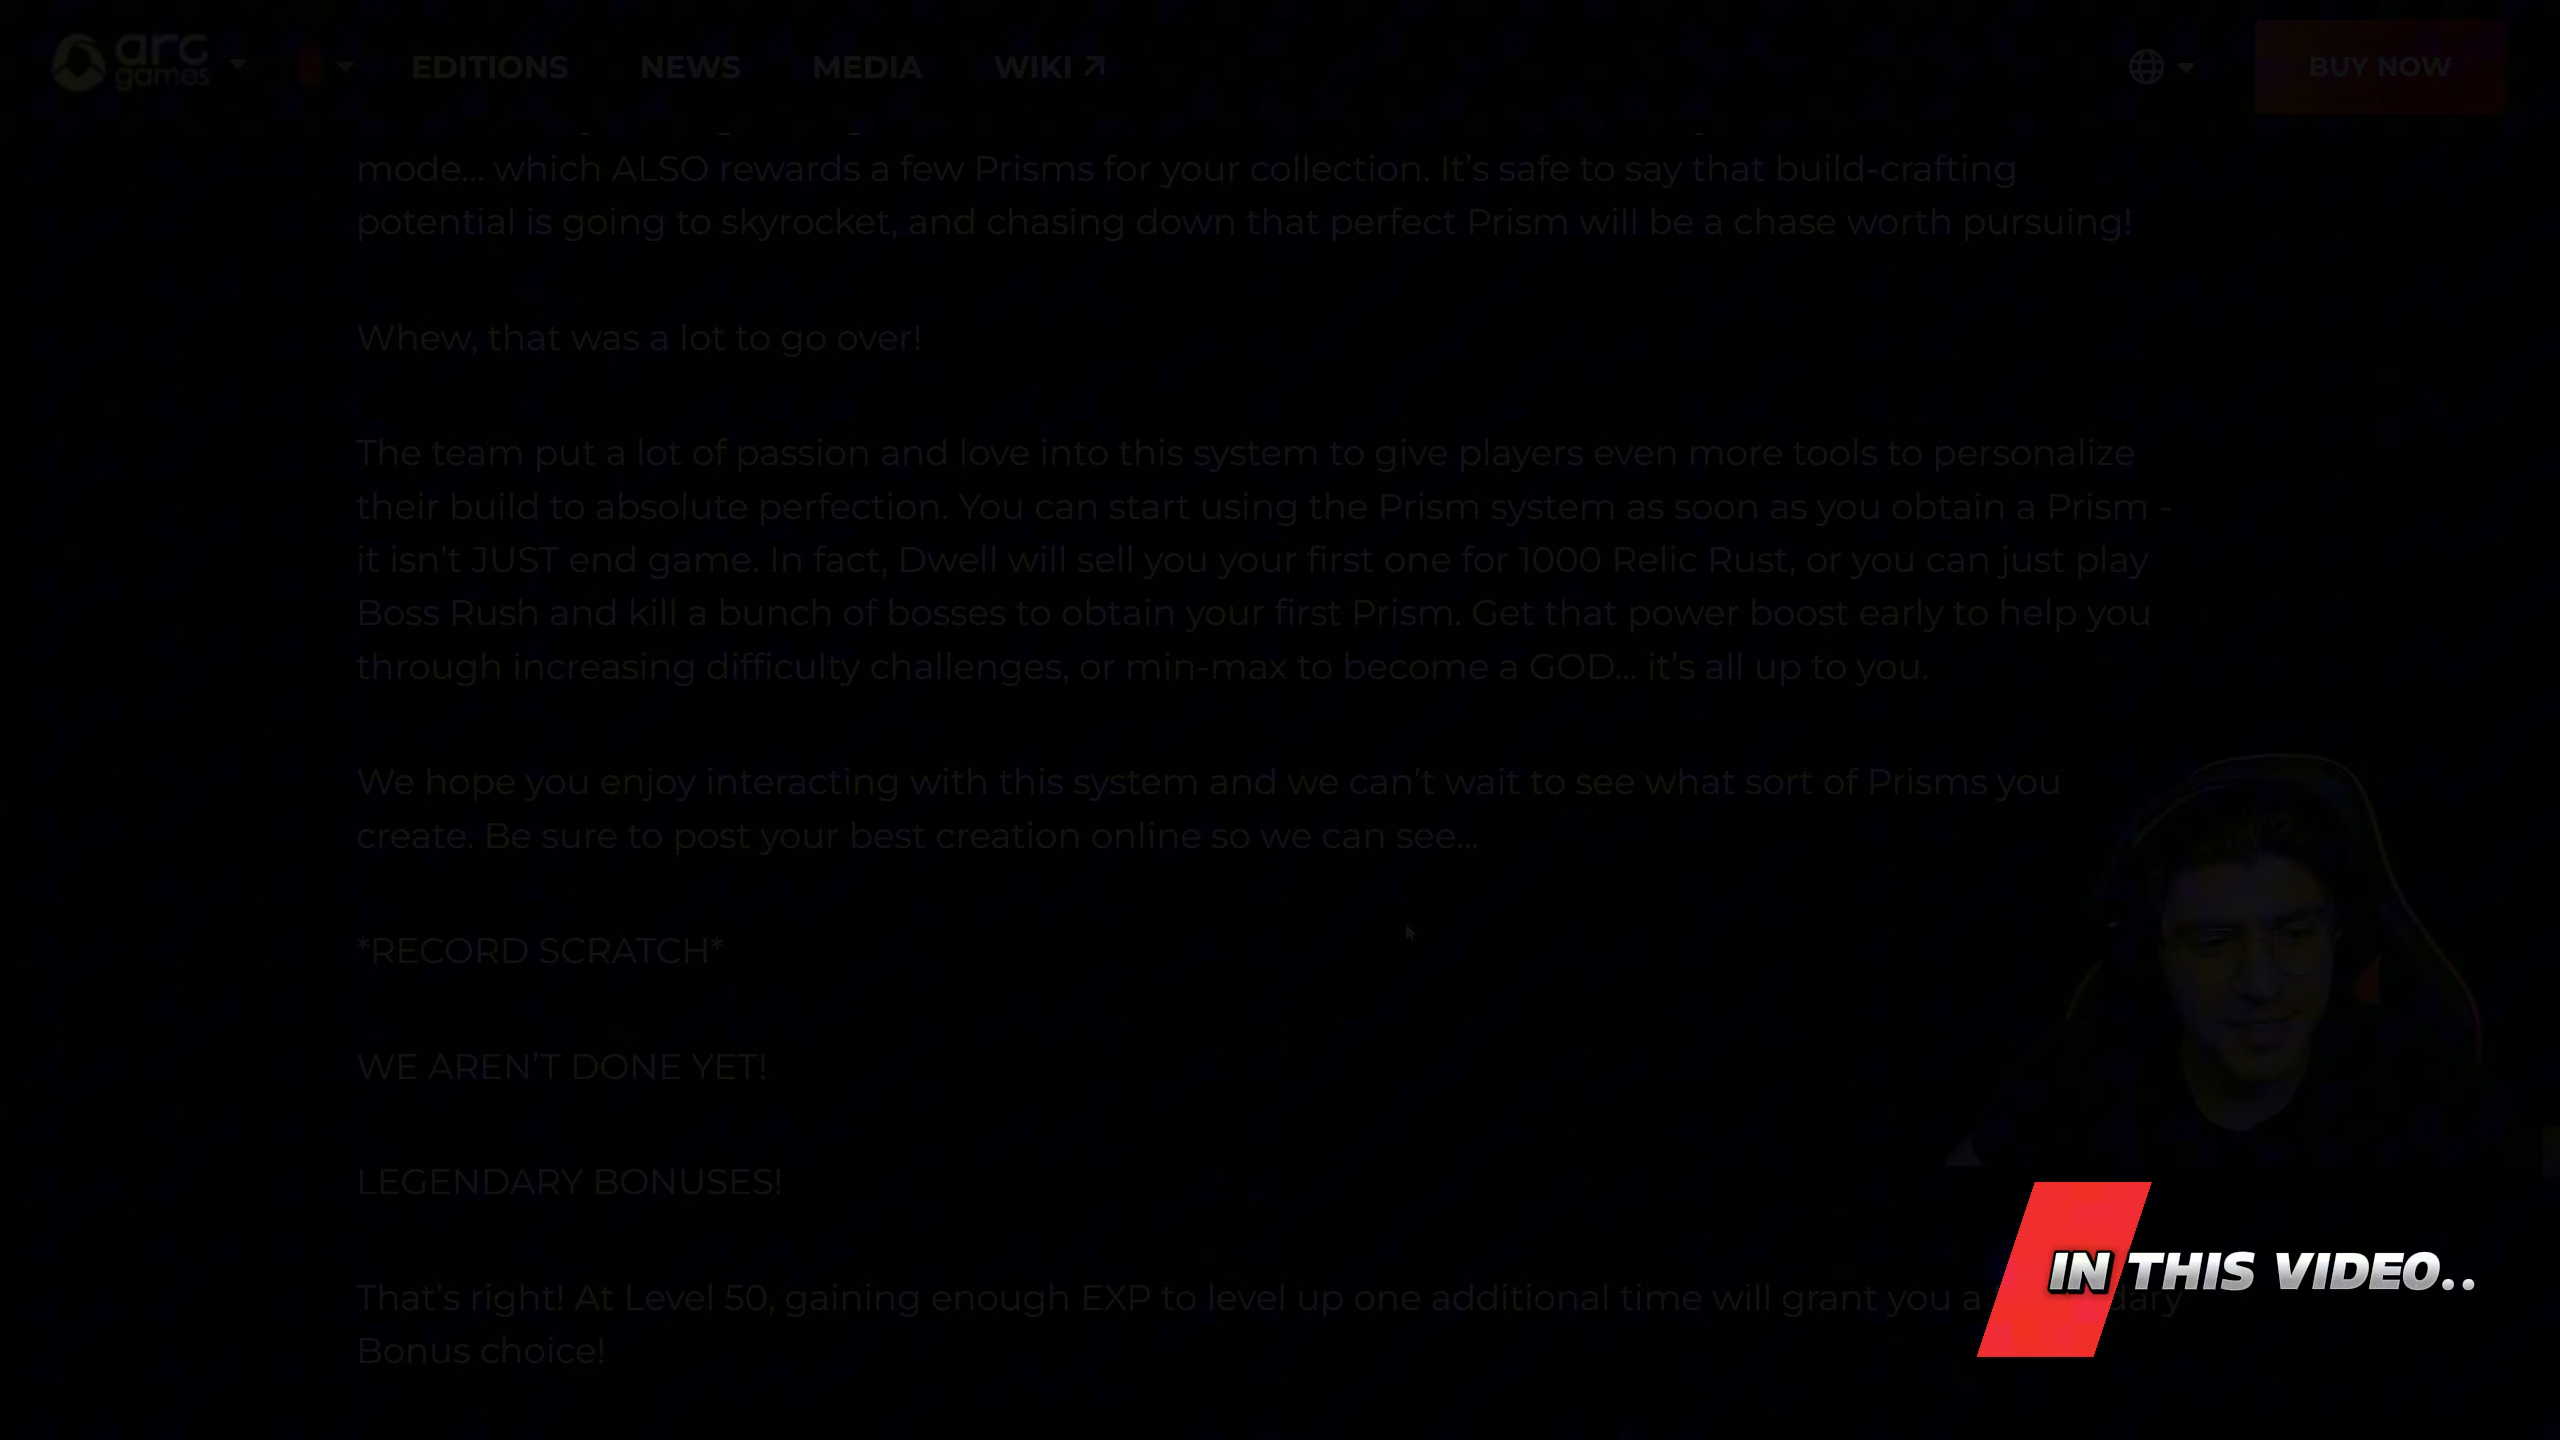 arc games
EDITIONS NEWS MEDIA WIKI BUY NOW
mode... which ALSO rewards a few Prisms for your collection. It’s safe to say that build-crafting
potential is going to skyrocket, and chasing down that perfect Prism will be a chase worth pursuing!
Whew, that was a lot to go over!
The team put a lot of passion and love into this system to give players even more tools to personalize
their build to absolute perfection. You can start using the Prism system as soon as you obtain a Prism -
it isn’t JUST end game. In fact, Dwell will sell you your first one for 1000 Relic Rust, or you can just play
Boss Rush and kill a bunch of bosses to obtain your first Prism. Get that power boost early to help you
through increasing difficulty challenges, or min-max to become a GOD... it’s all up to you.
We hope you enjoy interacting with this system and we can’t wait to see what sort of Prisms you
create. Be sure to post your best creation online so we can see...
*RECORD SCRATCH*
WE AREN’T DONE YET!
LEGENDARY BONUSES!
That’s right! At Level 50, gaining enough EXP to level up one additional time will grant you a
Bonus choice!
IN THIS VIDEO..